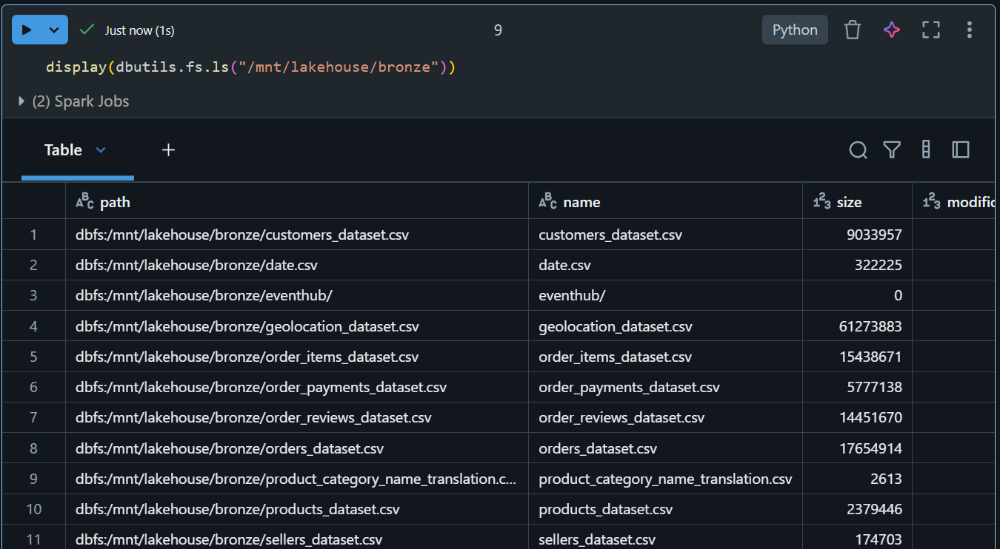 Just now (1s) 9 Python
display(dbutils.fs.ls("/mnt/lakehouse/bronze"))
(2) Spark Jobs
Table +
ABC path ABC name 123 size 123 modific
1 dbfs:/mnt/lakehouse/bronze/customers_dataset.csv customers_dataset.csv 9033957
2 dbfs:/mnt/lakehouse/bronze/date.csv date.csv 322225
3 dbfs:/mnt/lakehouse/bronze/eventhub/ eventhub/ 0
4 dbfs:/mnt/lakehouse/bronze/geolocation_dataset.csv geolocation_dataset.csv 61273883
5 dbfs:/mnt/lakehouse/bronze/order_items_dataset.csv order_items_dataset.csv 15438671
6 dbfs:/mnt/lakehouse/bronze/order_payments_dataset.csv order_payments_dataset.csv 5777138
7 dbfs:/mnt/lakehouse/bronze/order_reviews_dataset.csv order_reviews_dataset.csv 14451670
8 dbfs:/mnt/lakehouse/bronze/orders_dataset.csv orders_dataset.csv 17654914
9 dbfs:/mnt/lakehouse/bronze/product_category_name_translation.c... product_category_name_translation.csv 2613
10 dbfs:/mnt/lakehouse/bronze/products_dataset.csv products_dataset.csv 2379446
11 dbfs:/mnt/lakehouse/bronze/sellers_dataset.csv sellers_dataset.csv 174703